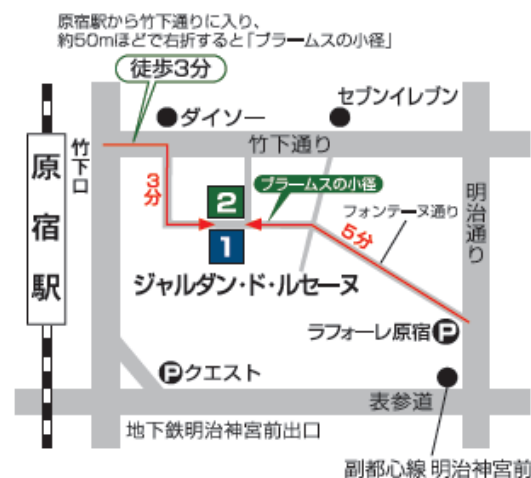 原宿駅から竹下通りに入り、
約50mほどで右折すると「ブラームスの小径」
徒歩3分
セブンイレブン
ダイソー
竹下通り
竹下口
原宿駅
3分
2
ブラームスの小径
明治通り
フォンテーヌ通り
1
5分
ジャルダン・ド・ルセーヌ
ラフォーレ原宿P
Pクエスト
表参道
地下鉄明治神宮前出口
副都心線 明治神宮前